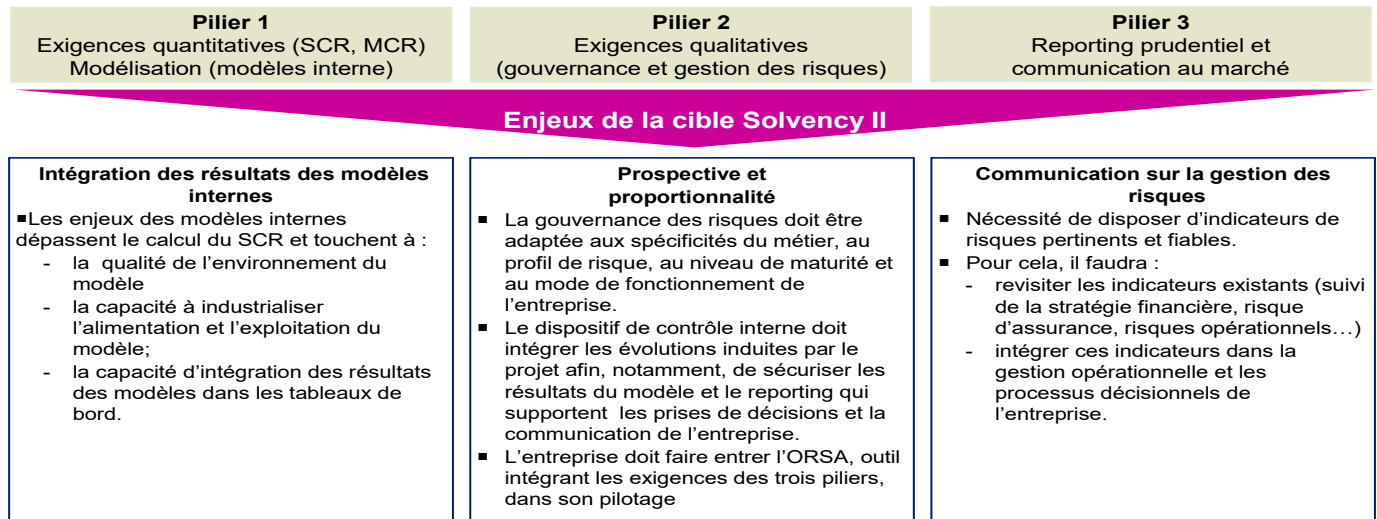 Pilier 1
Exigences quantitatives (SCR, MCR)
Modélisation (modèles interne)
Pilier 2
Exigences qualitatives
(gouvernance et gestion des risques)
Pilier 3
Reporting prudentiel et
communication au marché
Enjeux de la cible Solvency II
Intégration des résultats des modèles
internes
▪Les enjeux des modèles internes
dépassent le calcul du SCR et touchent à :
- la qualité de l'environnement du
modèle
- la capacité à industrialiser
l'alimentation et l'exploitation du
modèle;
- la capacité d'intégration des résultats
des modèles dans les tableaux de
bord.
Prospective et
proportionnalité
▪ La gouvernance des risques doit être
adaptée aux spécificités du métier, au
profil de risque, au niveau de maturité et
au mode de fonctionnement de
l'entreprise.
▪ Le dispositif de contrôle interne doit
intégrer les évolutions induites par le
projet afin, notamment, de sécuriser les
résultats du modèle et le reporting qui
supportent les prises de décisions et la
communication de l'entreprise.
▪ L'entreprise doit faire entrer l'ORSA, outil
intégrant les exigences des trois piliers,
dans son pilotage
Communication sur la gestion des
risques
▪ Nécessité de disposer d'indicateurs de
risques pertinents et fiables.
▪ Pour cela, il faudra :
- revisiter les indicateurs existants (suivi
de la stratégie financière, risque
d'assurance, risques opérationnels…)
- intégrer ces indicateurs dans la
gestion opérationnelle et les
processus décisionnels de
l'entreprise.